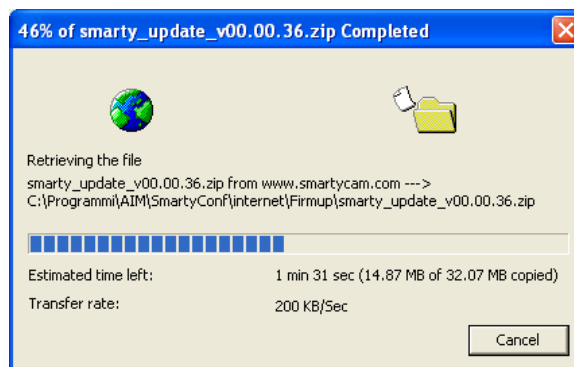 46% of smarty_update_v00.00.36.zip Completed
Retrieving the file
smarty_update_v00.00.36.zip from www.smartycam.com --->
C:\Programmi\AIM\SmartyConf\internet\Firmup\smarty_update_v00.00.36.zip
Estimated time left: 1 min 31 sec (14.87 MB of 32.07 MB copied)
Transfer rate: 200 KB/Sec
Cancel